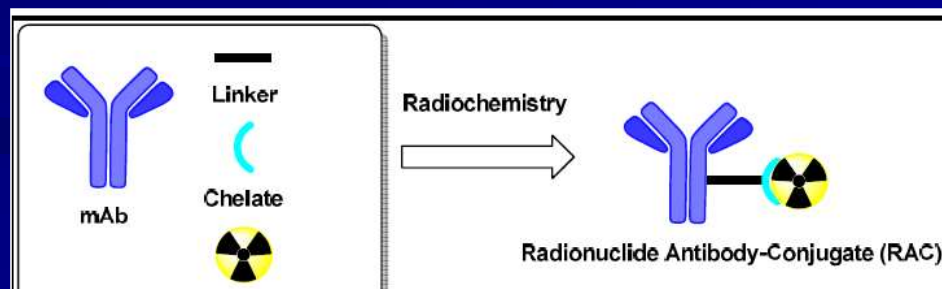 Linker
Radiochemistry
mAb
Chelate
Radionuclide Antibody-Conjugate (RAC)